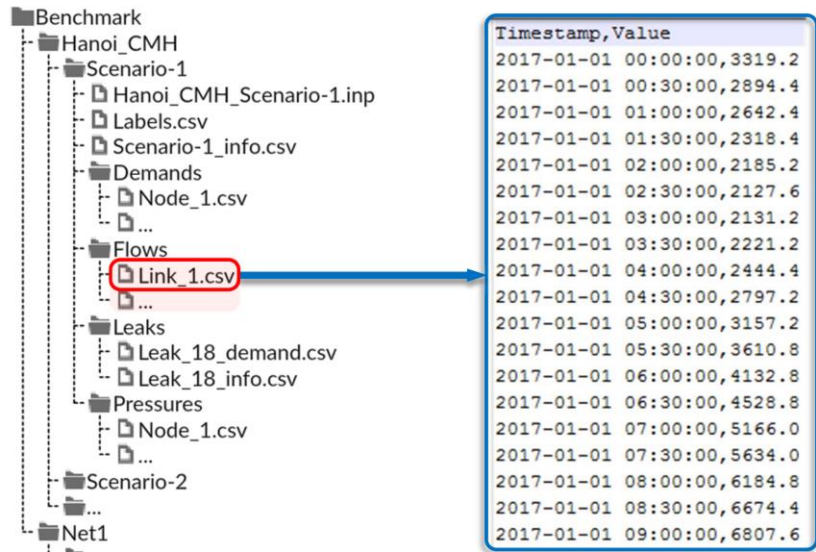 Benchmark
Hanoi_CMH
Scenario-1
Hanoi_CMH_Scenario-1.inp
Labels.csv
Scenario-1_info.csv
Demands
Node_1.csv
...
Flows
Link_1.csv
...
Leaks
Leak_18_demand.csv
Leak_18_info.csv
Pressures
Node_1.csv
...
Scenario-2
...
Net1
Timestamp,Value
2017-01-01 00:00:00,3319.2
2017-01-01 00:30:00,2894.4
2017-01-01 01:00:00,2642.4
2017-01-01 01:30:00,2318.4
2017-01-01 02:00:00,2185.2
2017-01-01 02:30:00,2127.6
2017-01-01 03:00:00,2131.2
2017-01-01 03:30:00,2221.2
2017-01-01 04:00:00,2444.4
2017-01-01 04:30:00,2797.2
2017-01-01 05:00:00,3157.2
2017-01-01 05:30:00,3610.8
2017-01-01 06:00:00,4132.8
2017-01-01 06:30:00,4528.8
2017-01-01 07:00:00,5166.0
2017-01-01 07:30:00,5634.0
2017-01-01 08:00:00,6184.8
2017-01-01 08:30:00,6674.4
2017-01-01 09:00:00,6807.6